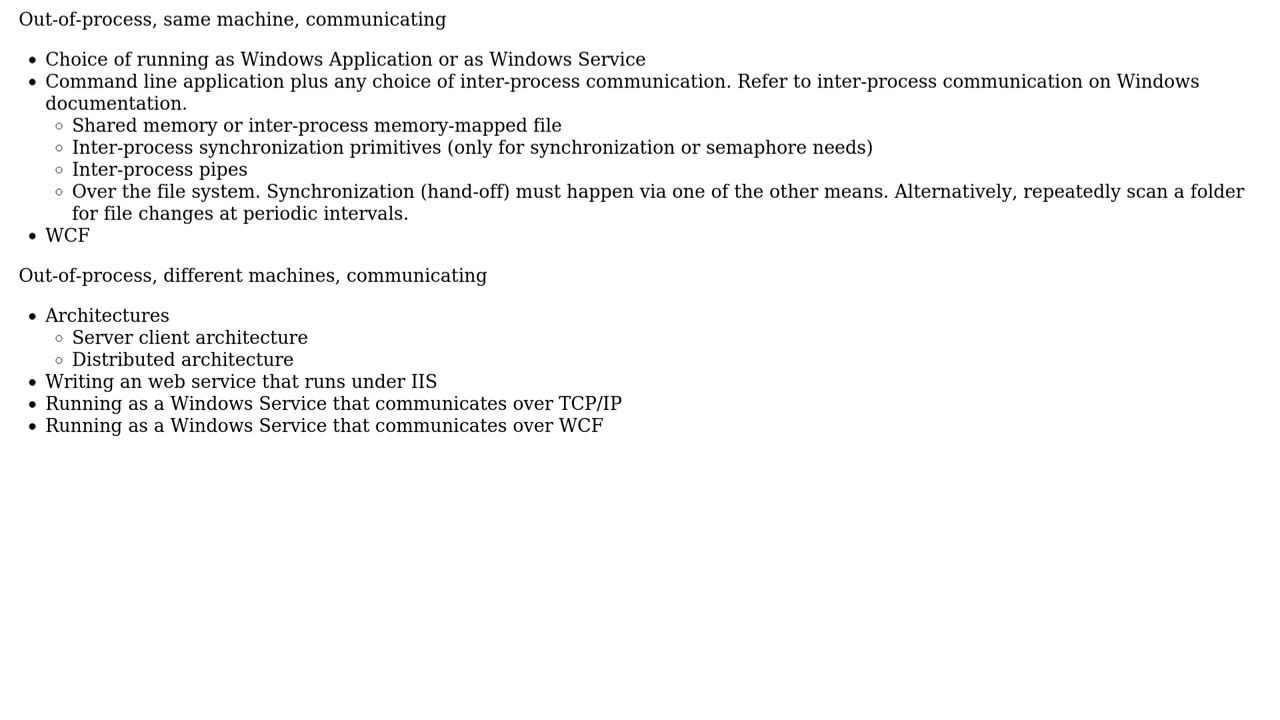 Out-of-process, same machine, communicating
Choice of running as Windows Application or as Windows Service
Command line application plus any choice of inter-process communication. Refer to inter-process communication on Windows
documentation.
Shared memory or inter-process memory-mapped file
Inter-process synchronization primitives (only for synchronization or semaphore needs)
Inter-process pipes
Over the file system. Synchronization (hand-off) must happen via one of the other means. Alternatively, repeatedly scan a folder
for file changes at periodic intervals.
WCF
Out-of-process, different machines, communicating
Architectures
Server client architecture
Distributed architecture
Writing an web service that runs under IIS
Running as a Windows Service that communicates over TCP/IP
Running as a Windows Service that communicates over WCF